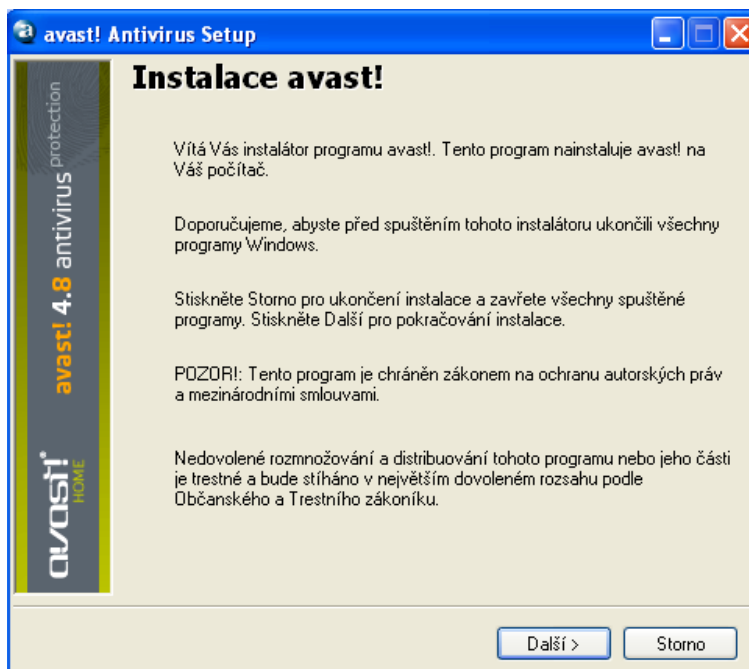 avast! Antivirus Setup
Instalace avast!
Vítá Vás instalátor programu avast!. Tento program nainstaluje avast! na
Váš počítač.
Doporučujeme, abyste před spuštěním tohoto instalátoru ukončili všechny
programy Windows.
Stiskněte Storno pro ukončení instalace a zavřete všechny spuštěné
programy. Stiskněte Další pro pokračování instalace.
POZOR!: Tento program je chráněn zákonem na ochranu autorských práv
a mezinárodními smlouvami.
Nedovolené rozmnožování a distribuování tohoto programu nebo jeho části
je trestné a bude stíháno v největším dovoleném rozsahu podle
Občanského a Trestního zákoníku.
avast! 4.8 antivirus protection
avast!
HOME
Další >
Storno